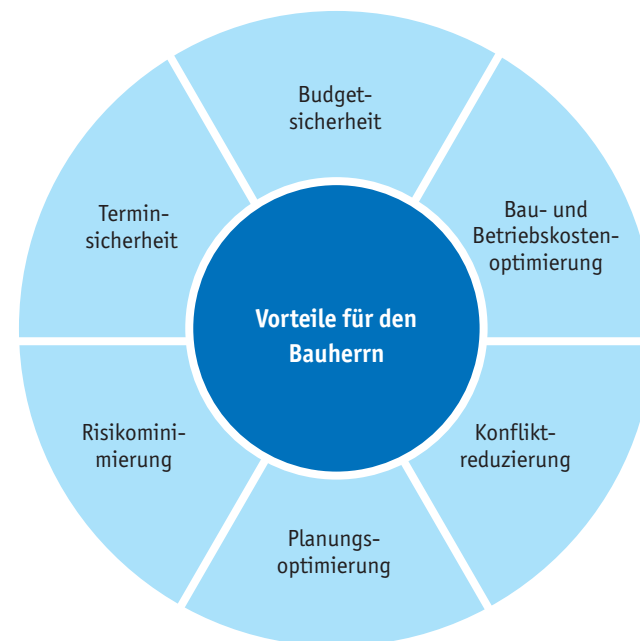 Budget-
sicherheit
Bau- und
Betriebskosten-
optimierung
Konflikt-
reduzierung
Planungs-
optimierung
Risikomini-
mierung
Termin-
sicherheit
Vorteile für den
Bauherrn